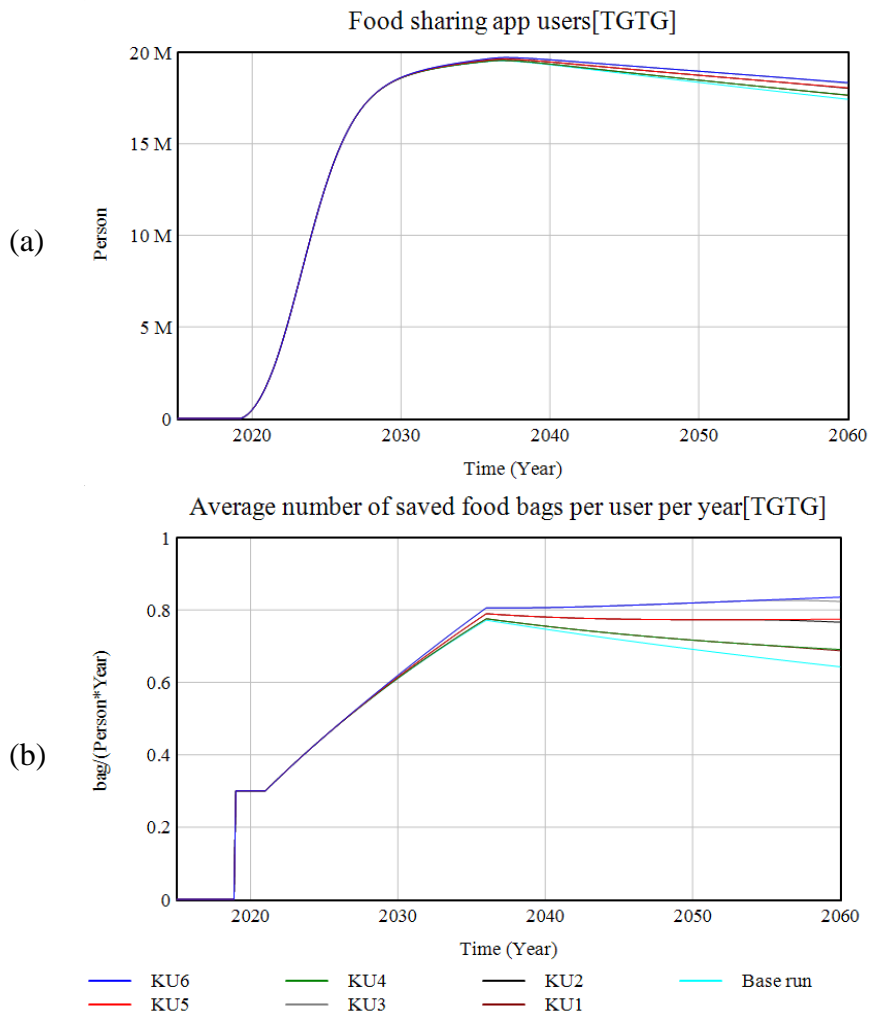 Food sharing app users[TGTG]
20 M
15 M
10 M
5 M
0
Person
(a)
2020 2030 2040 2050 2060
Time (Year)
Average number of saved food bags per user per year[TGTG]
1
0.8
0.6
0.4
0.2
0
bag/(Person*Year)
(b)
2020 2030 2040 2050 2060
Time (Year)
KU6 KU4 KU2 Base run
KU5 KU3 KU1